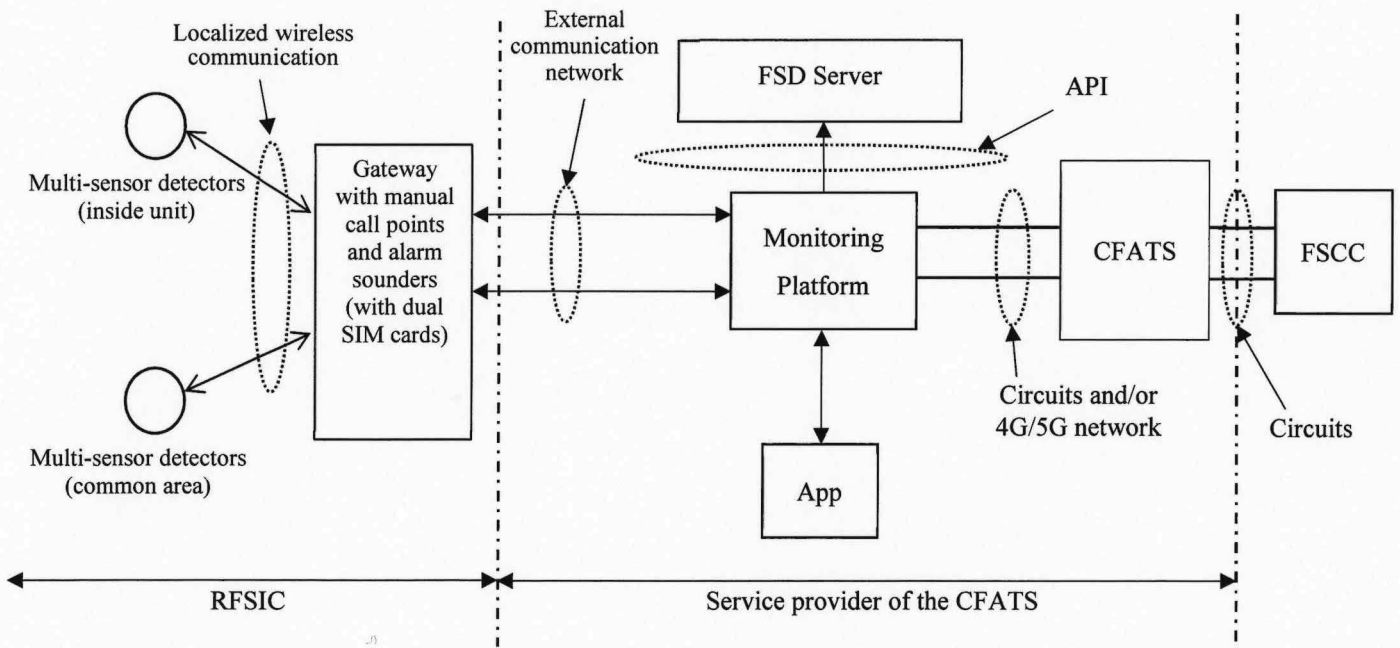 Localized wireless
communication
External
communication
network
FSD Server
API
Multi-sensor detectors
(inside unit)
Gateway
with manual
call points
and alarm
sounders
(with dual
SIM cards)
Monitoring
Platform
CFATS
FSCC
Multi-sensor detectors
(common area)
App
Circuits and/or
4G/5G network
Circuits
RFSIC
Service provider of the CFATS